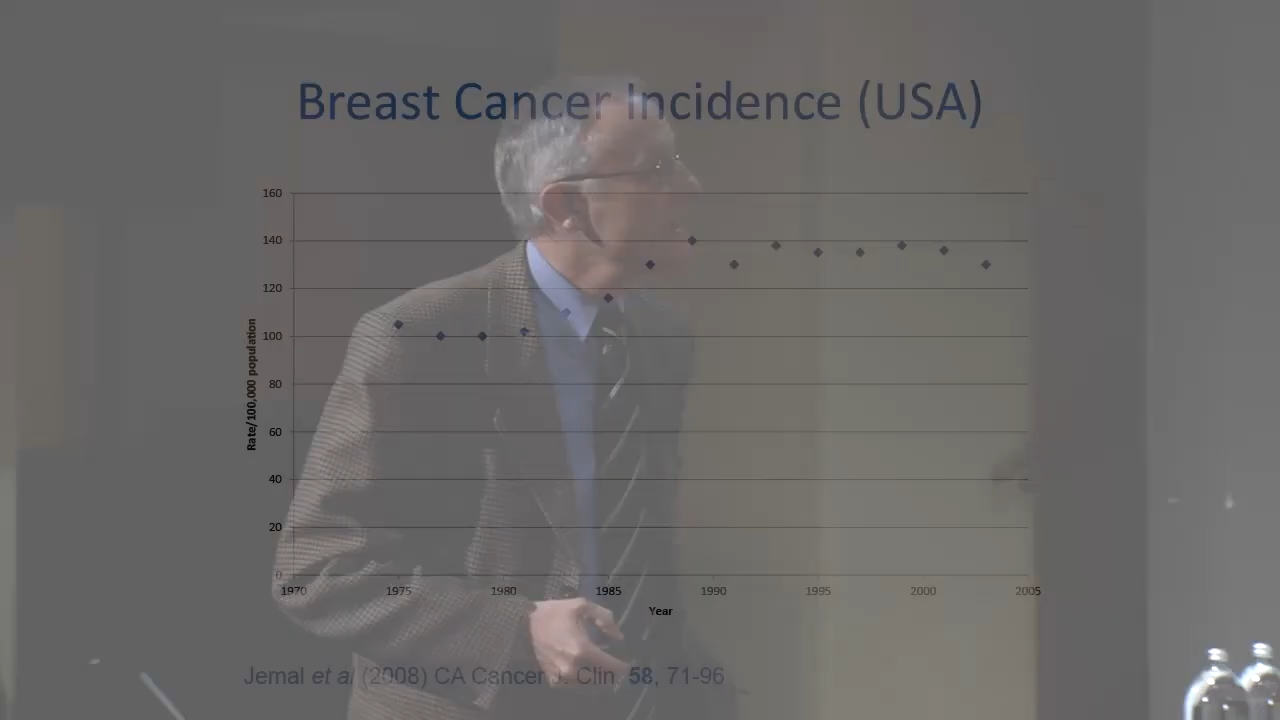 Breast Cancer Incidence (USA)
160
140
120
100
80
60
40
20
0
Rate/100,000 population
1970 1975 1980 1985 1990 1995 2000 2005
Year
Jemal et al (2008) CA Cancer J. Clin. 58, 71-96